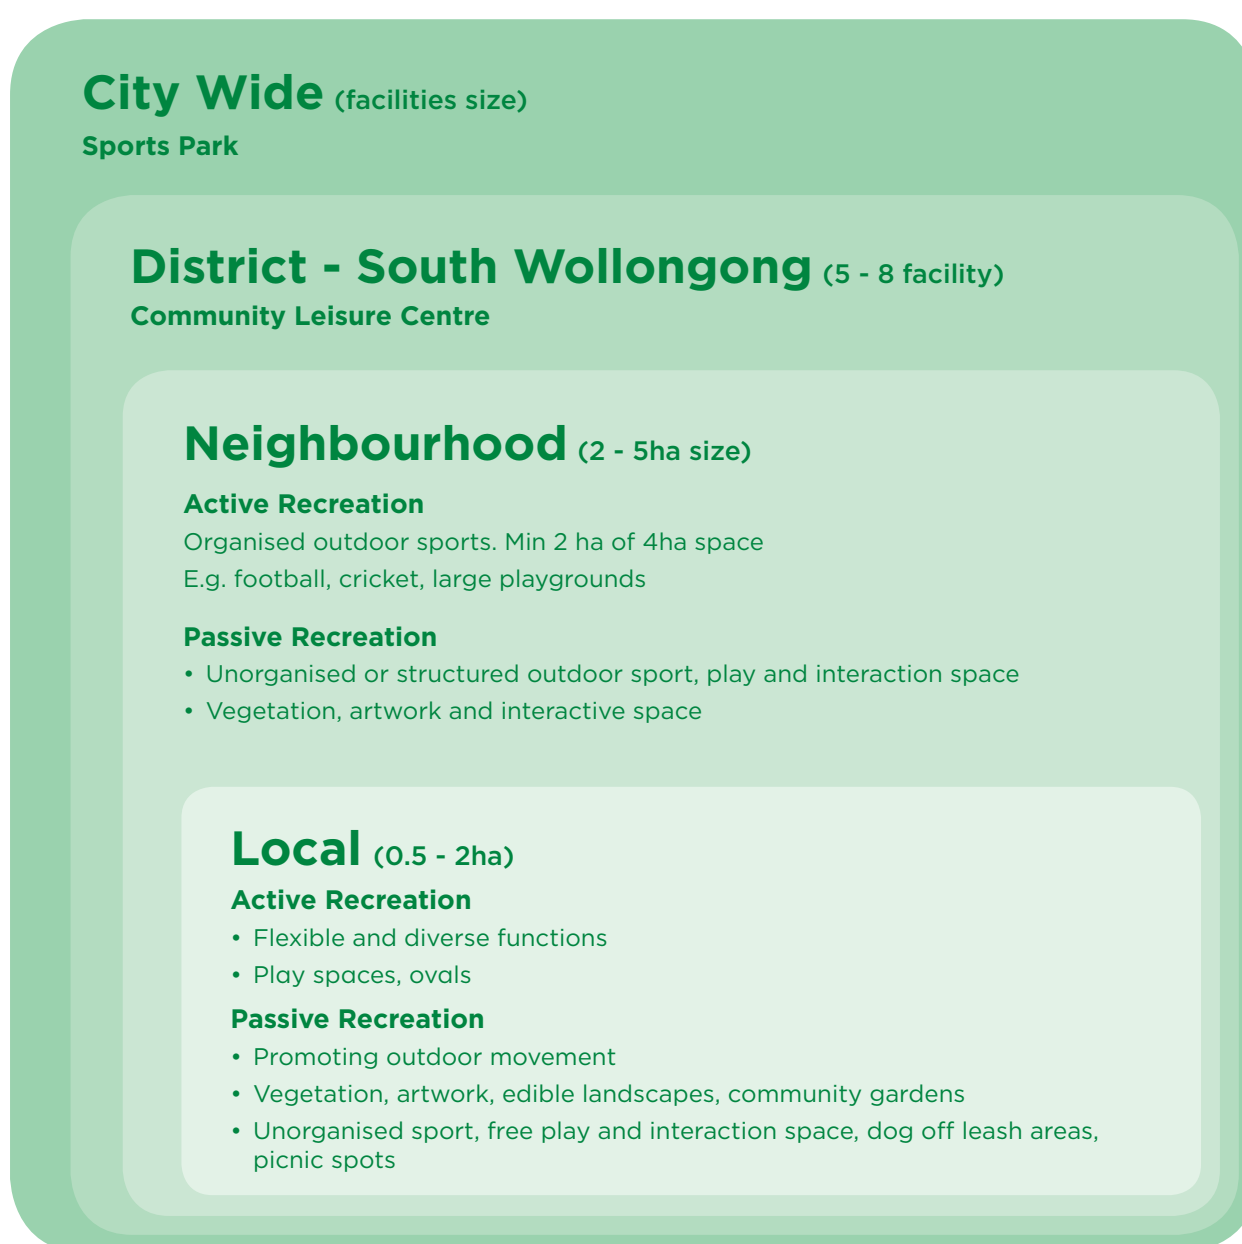 City Wide (facilities size)
Sports Park
District - South Wollongong (5 - 8 facility)
Community Leisure Centre
Neighbourhood (2 - 5ha size)
Active Recreation
Organised outdoor sports. Min 2 ha of 4ha space
E.g. football, cricket, large playgrounds
Passive Recreation
• Unorganised or structured outdoor sport, play and interaction space
• Vegetation, artwork and interactive space
Local (0.5 - 2ha)
Active Recreation
• Flexible and diverse functions
• Play spaces, ovals
Passive Recreation
• Promoting outdoor movement
• Vegetation, artwork, edible landscapes, community gardens
• Unorganised sport, free play and interaction space, dog off leash areas,
picnic spots